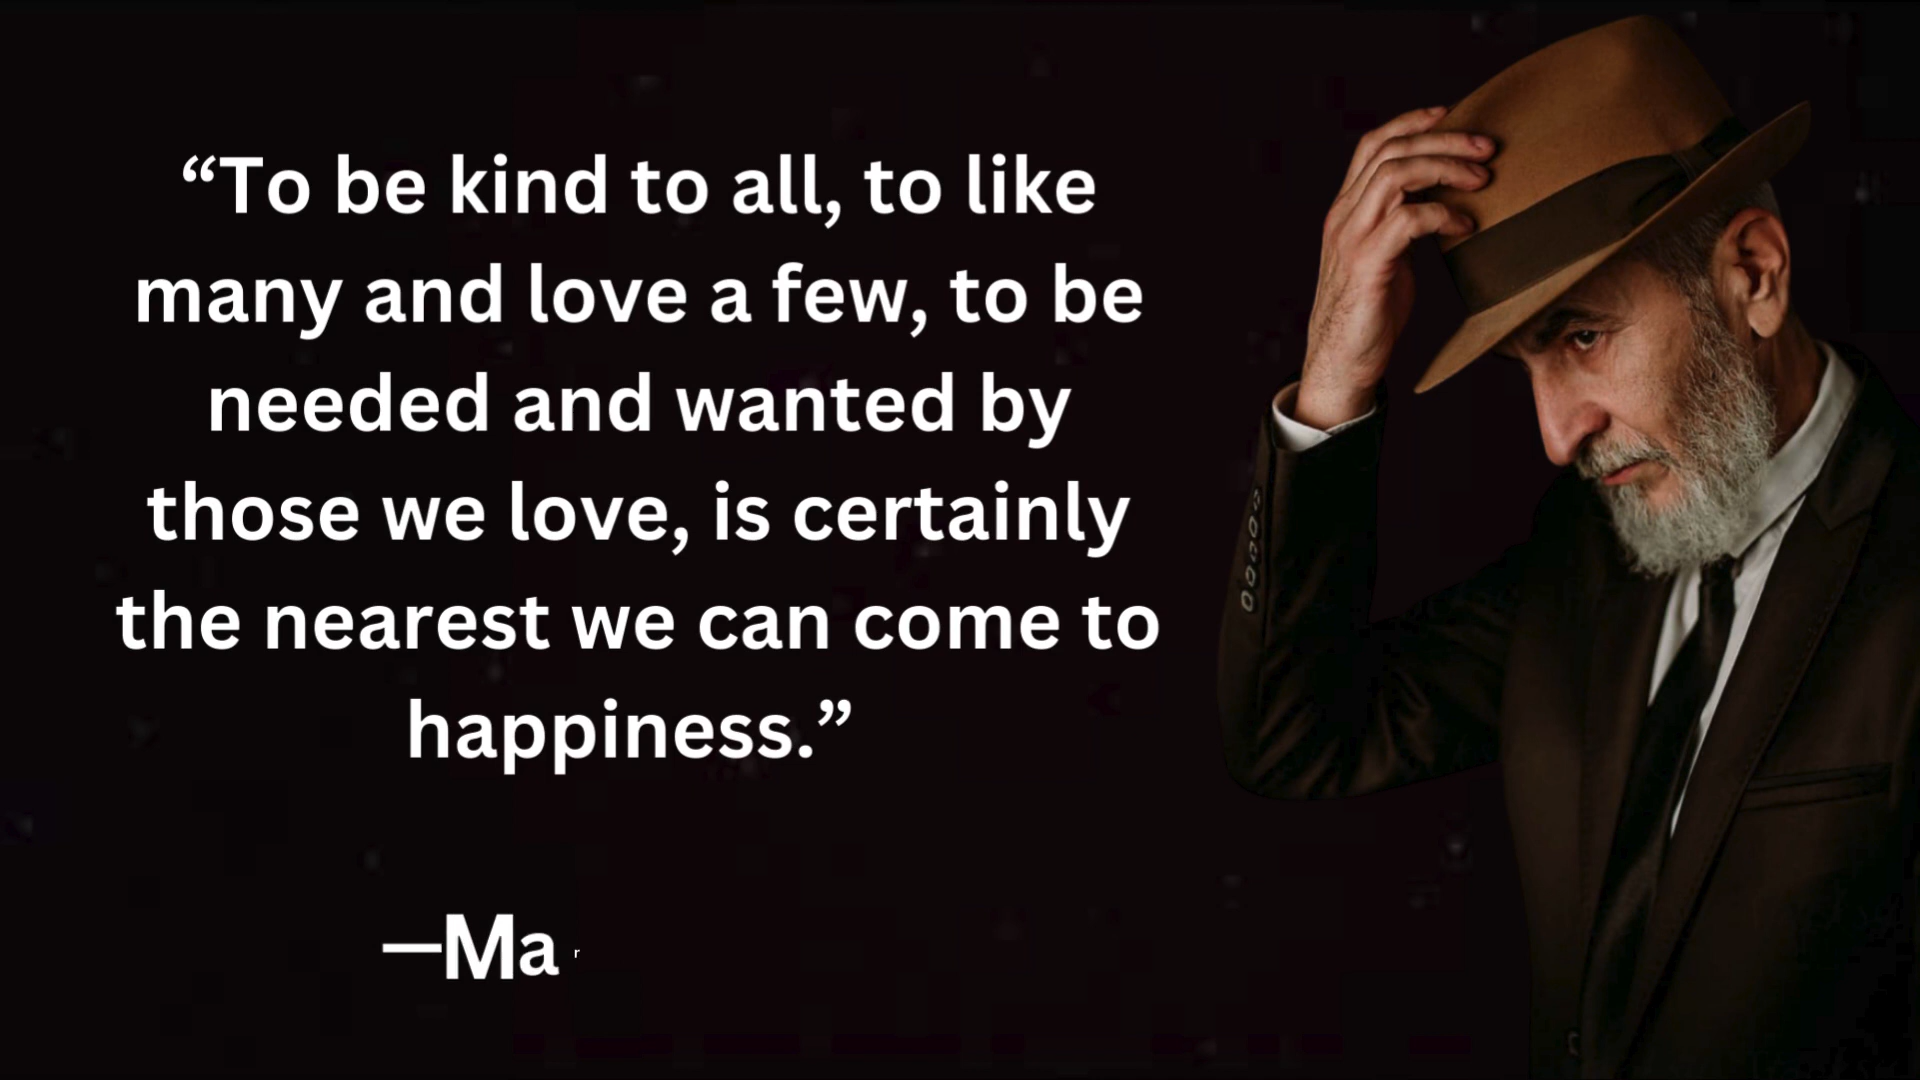 “To be kind to all, to like
many and love a few, to be
needed and wanted by
those we love, is certainly
the nearest we can come to
happiness.”
—Mar